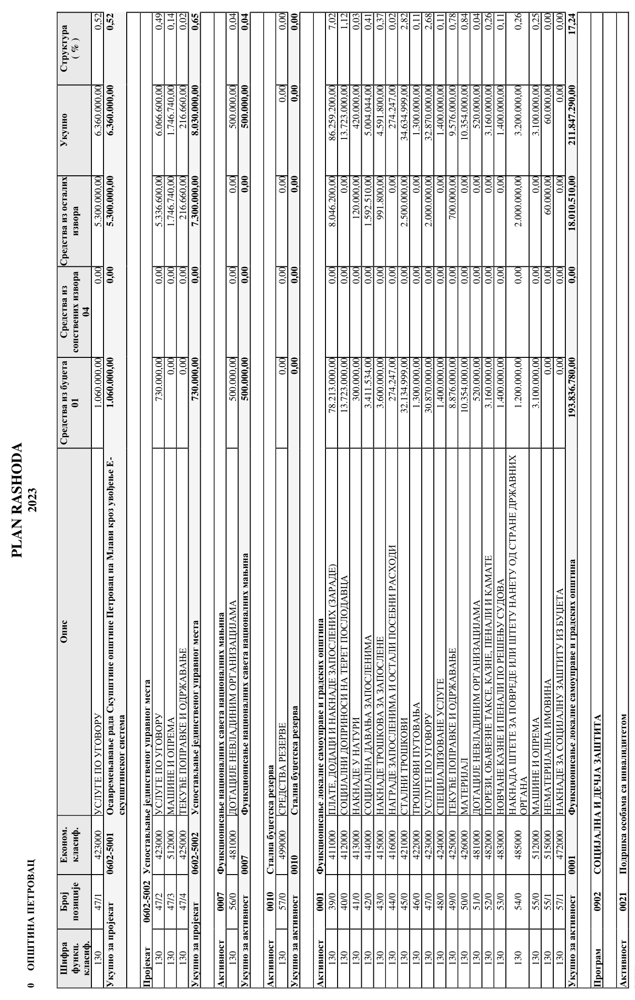 PLAN RASHODA
2023
0 ОПШТИНА ПЕТРОВАЦ
Шифра функц. класиф. Број позиције Економ. класиф. Опис Средства из буџета 01 Средства из сопствених извора 04 Средства из осталих извора Укупно Структура ( % )
130 47/1 423000 УСЛУГЕ ПО УГОВОРУ 1.060.000,00 0,00 5.300.000,00 6.360.000,00 0,52
Укупно за пројекат 0602-5001 Осавремењавање рада Скупштине општине Петровац на Млави кроз увођење Е- 1.060.000,00 0,00 5.300.000,00 6.360.000,00 0,52
скупштинског система
Пројекат 0602-5002 Успостављање јединственог управног места
130 47/2 423000 УСЛУГЕ ПО УГОВОРУ 730.000,00 0,00 5.336.600,00 6.066.600,00 0,49
130 47/3 512000 МАШИНЕ И ОПРЕМА 0,00 0,00 1.746.740,00 1.746.740,00 0,14
130 47/4 425000 ТЕКУЋЕ ПОПРАВКЕ И ОДРЖАВАЊЕ 0,00 0,00 216.660,00 216.660,00 0,02
Укупно за пројекат 0602-5002 Успостављање јединственог управног места 730.000,00 0,00 7.300.000,00 8.030.000,00 0,65
Активност 0007 Функционисање националних савета националних мањина
130 56/0 481000 ДОТАЦИЈЕ НЕВЛАДИНИМ ОРГАНИЗАЦИЈАМА 500.000,00 0,00 0,00 500.000,00 0,04
Укупно за активност 0007 Функционисање националних савета националних мањина 500.000,00 0,00 0,00 500.000,00 0,04
Активност 0010 Стална буџетска резерва
130 57/0 499000 СРЕДСТВА РЕЗЕРВЕ 0,00 0,00 0,00 0,00 0,00
Укупно за активност 0010 Стална буџетска резерва 0,00 0,00 0,00 0,00 0,00
Активност 0001 Функционисање локалне самоуправе и градских општина
130 39/0 411000 ПЛАТЕ, ДОДАЦИ И НАКНАДЕ ЗАПОСЛЕНИХ (ЗАРАДЕ) 78.213.000,00 0,00 8.046.200,00 86.259.200,00 7,02
130 40/0 412000 СОЦИЈАЛНИ ДОПРИНОСИ НА ТЕРЕТ ПОСЛОДАВЦА 13.723.000,00 0,00 0,00 13.723.000,00 1,12
130 41/0 413000 НАКНАДЕ У НАТУРИ 300.000,00 0,00 120.000,00 420.000,00 0,03
130 42/0 414000 СОЦИЈАЛНА ДАВАЊА ЗАПОСЛЕНИМА 3.411.534,00 0,00 1.592.510,00 5.004.044,00 0,41
130 43/0 415000 НАКНАДЕ ТРОШКОВА ЗА ЗАПОСЛЕНЕ 3.600.000,00 0,00 991.800,00 4.591.800,00 0,37
130 44/0 416000 НАГРАДЕ ЗАПОСЛЕНИМА И ОСТАЛИ ПОСЕБНИ РАСХОДИ 274.247,00 0,00 0,00 274.247,00 0,02
130 45/0 421000 СТАЛНИ ТРОШКОВИ 32.134.999,00 0,00 2.500.000,00 34.634.999,00 2,82
130 46/0 422000 ТРОШКОВИ ПУТОВАЊА 1.300.000,00 0,00 0,00 1.300.000,00 0,11
130 47/0 423000 УСЛУГЕ ПО УГОВОРУ 30.870.000,00 0,00 2.000.000,00 32.870.000,00 2,68
130 48/0 424000 СПЕЦИЈАЛИЗОВАНЕ УСЛУГЕ 1.400.000,00 0,00 0,00 1.400.000,00 0,11
130 49/0 425000 ТЕКУЋЕ ПОПРАВКЕ И ОДРЖАВАЊЕ 8.876.000,00 0,00 700.000,00 9.576.000,00 0,78
130 50/0 426000 МАТЕРИЈАЛ 10.354.000,00 0,00 0,00 10.354.000,00 0,84
130 51/0 481000 ДОТАЦИЈЕ НЕВЛАДИНИМ ОРГАНИЗАЦИЈАМА 520.000,00 0,00 0,00 520.000,00 0,04
130 52/0 482000 ПОРЕЗИ, ОБАВЕЗНЕ ТАКСЕ, КАЗНЕ, ПЕНАЛИ И КАМАТЕ 3.160.000,00 0,00 0,00 3.160.000,00 0,26
130 53/0 483000 НОВЧАНЕ КАЗНЕ И ПЕНАЛИ ПО РЕШЕЊУ СУДОВА 1.400.000,00 0,00 0,00 1.400.000,00 0,11
130 54/0 485000 НАКНАДА ШТЕТЕ ЗА ПОВРЕДЕ ИЛИ ШТЕТУ НАНЕТУ ОД СТРАНЕ ДРЖАВНИХ 1.200.000,00 0,00 2.000.000,00 3.200.000,00 0,26
ОРГАНА
130 55/0 512000 МАШИНЕ И ОПРЕМА 3.100.000,00 0,00 0,00 3.100.000,00 0,25
130 55/1 515000 НЕМАТЕРИЈАЛНА ИМОВИНА 0,00 0,00 60.000,00 60.000,00 0,00
130 57/1 472000 НАКНАДЕ ЗА СОЦИЈАЛНУ ЗАШТИТУ ИЗ БУЏЕТА 0,00 0,00 0,00 0,00 0,00
Укупно за активност 0001 Функционисање локалне самоуправе и градских општина 193.836.780,00 0,00 18.010.510,00 211.847.290,00 17,24
Програм 0902 СОЦИЈАЛНА И ДЕЧЈА ЗАШТИТА
Активност 0021 Подршка особама са инвалидитетом